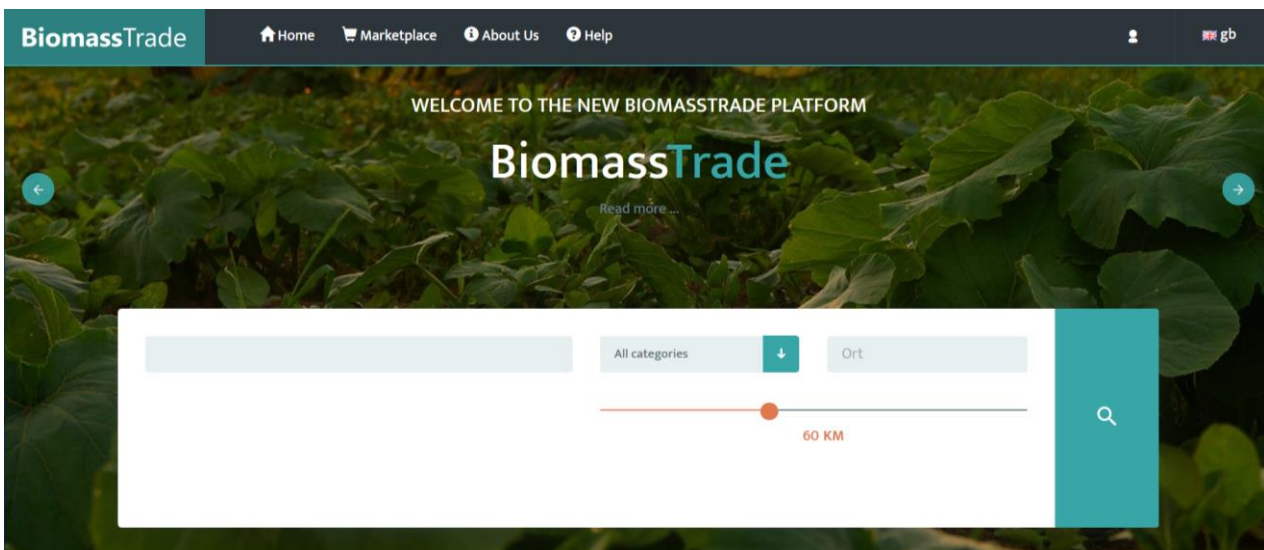 BiomassTrade
Home Marketplace About Us Help gb
WELCOME TO THE NEW BIOMASSTRADE PLATFORM
BiomassTrade
Read more ...
All categories Ort
60 KM